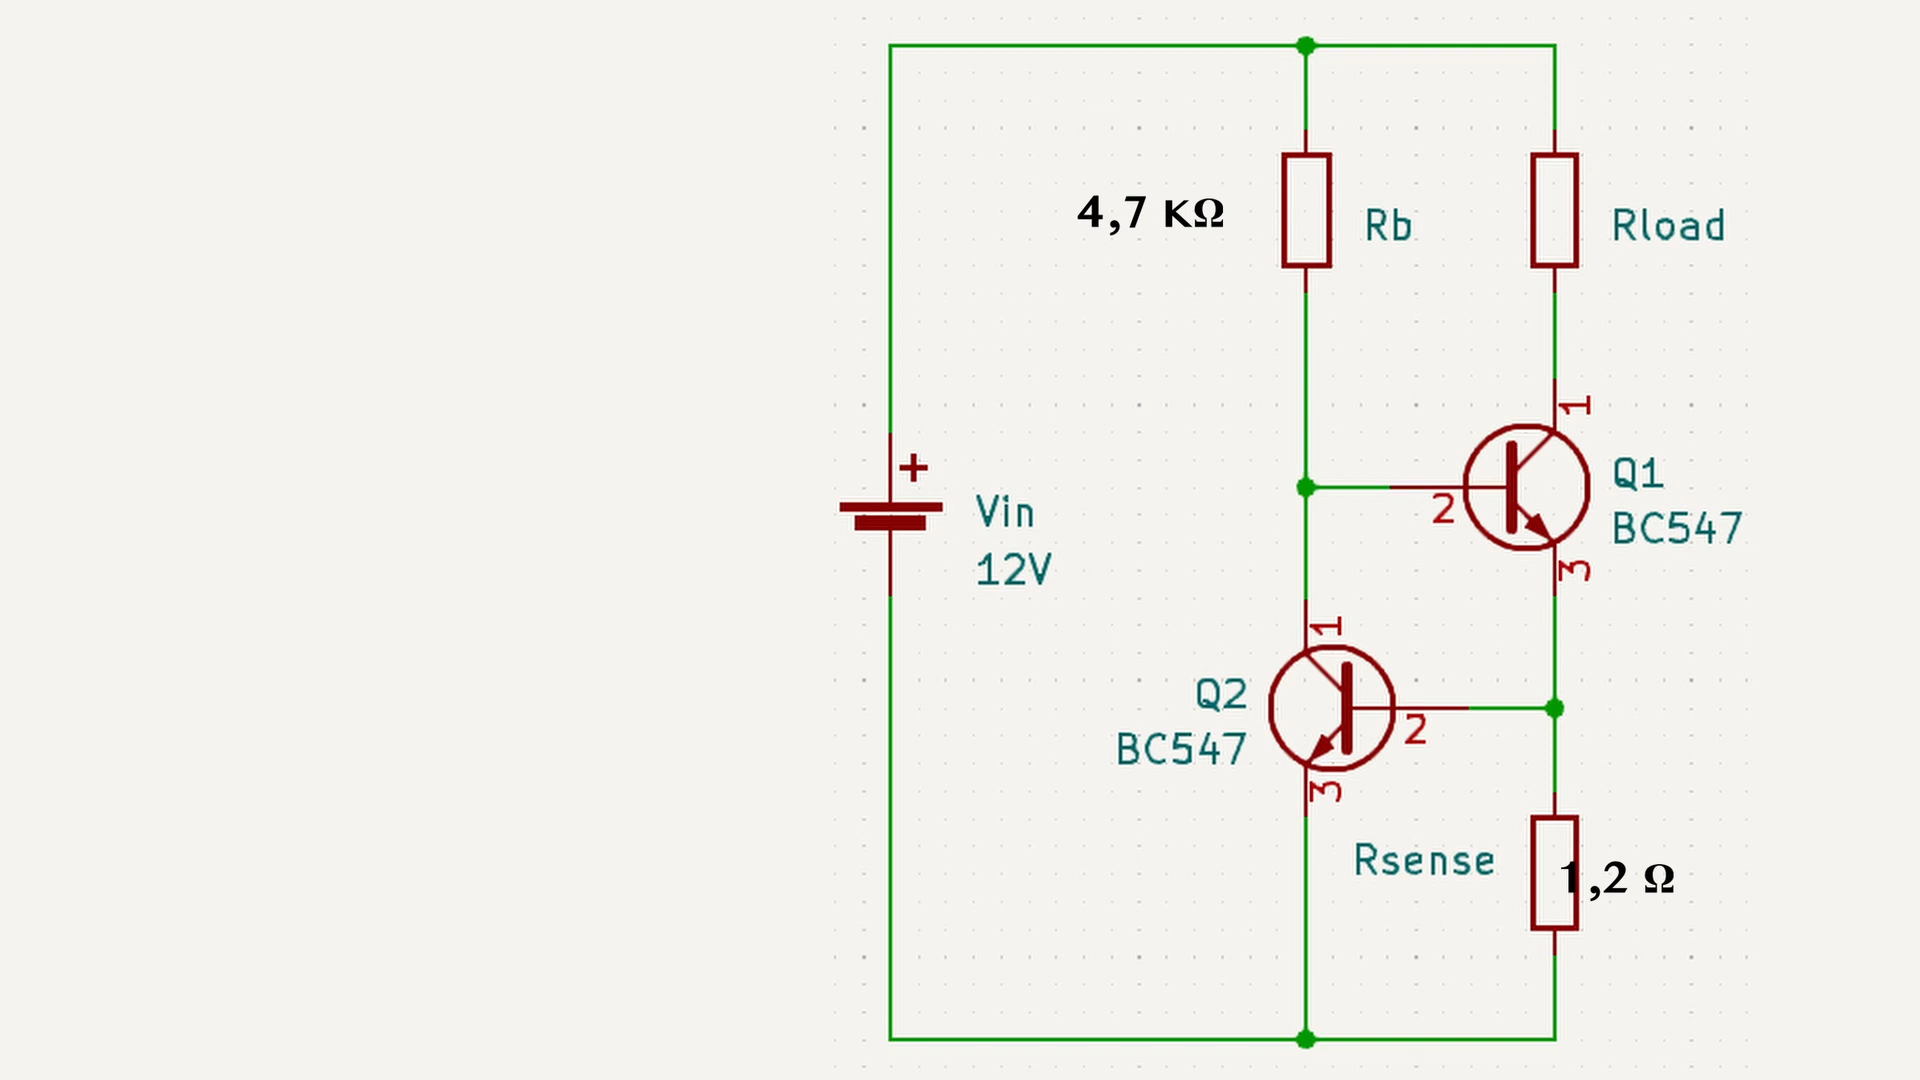 4,7 KΩ
Rb
Rload
1
+
Vin
12V
2
Q1
BC547
3
1
Q2
BC547
2
3
Rsense
1,2 Ω